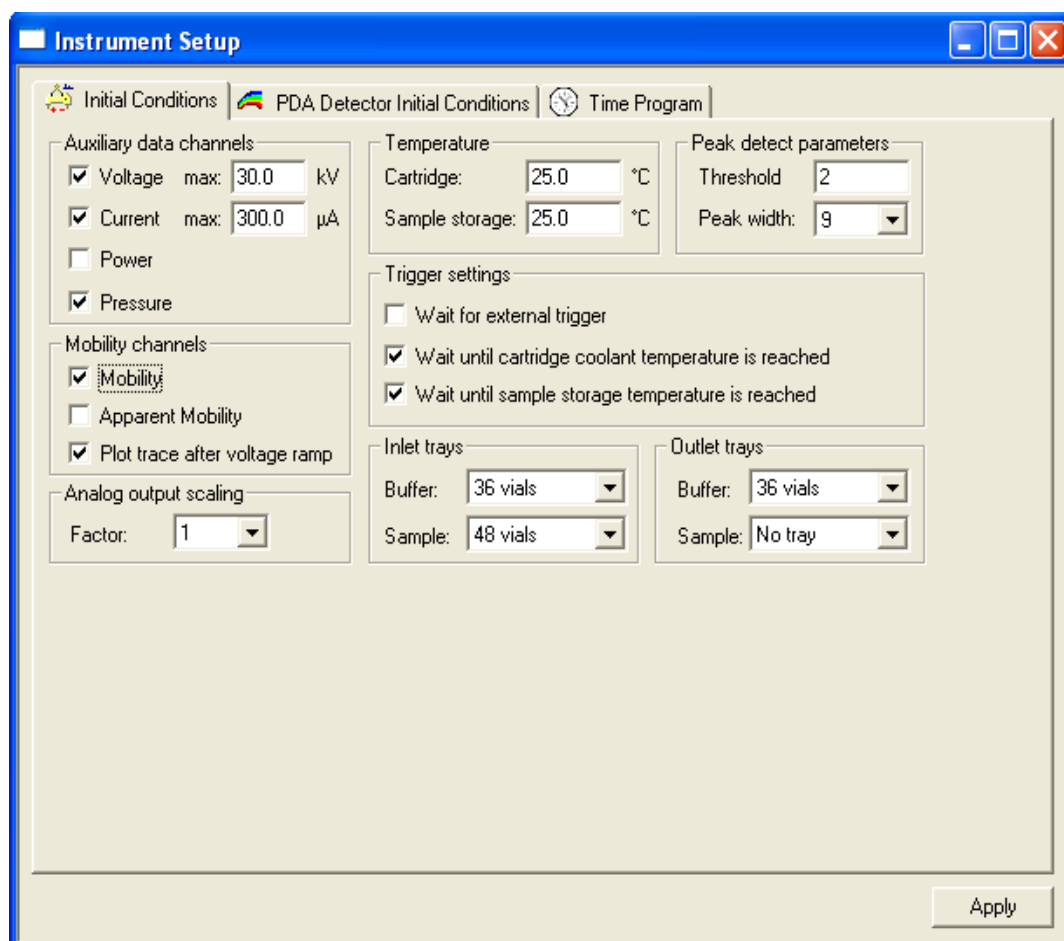 Instrument Setup
Initial Conditions
PDA Detector Initial Conditions
Time Program
Auxiliary data channels
Voltage max: 30.0 kV
Current max: 300.0 µA
Power
Pressure
Mobility channels
Mobility
Apparent Mobility
Plot trace after voltage ramp
Analog output scaling
Factor: 1
Temperature
Cartridge: 25.0 °C
Sample storage: 25.0 °C
Peak detect parameters
Threshold 2
Peak width: 9
Trigger settings
Wait for external trigger
Wait until cartridge coolant temperature is reached
Wait until sample storage temperature is reached
Inlet trays
Buffer: 36 vials
Sample: 48 vials
Outlet trays
Buffer: 36 vials
Sample: No tray
Apply